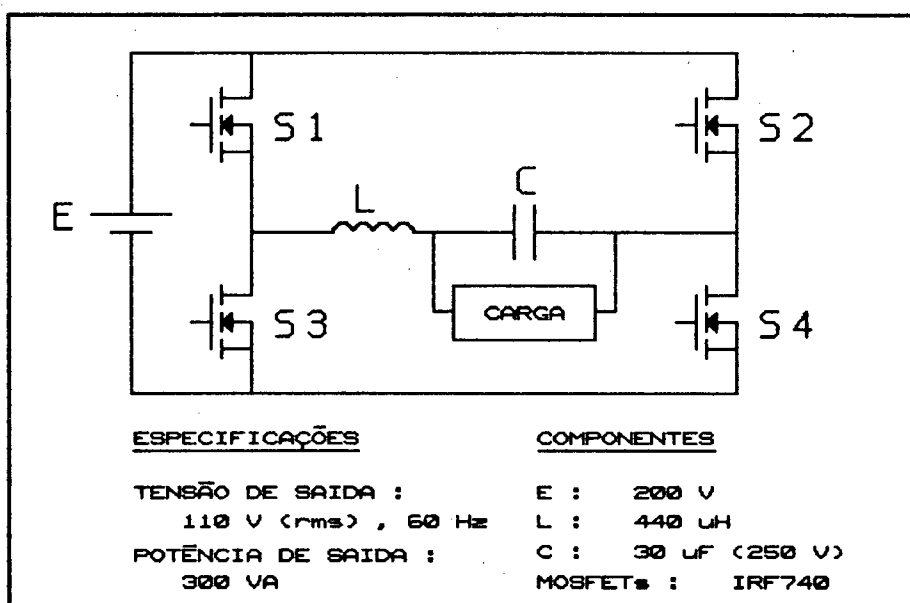 S1
S2
E
L
C
CARGA
S3
S4
ESPECIFICAÇÕES
TENSÃO DE SAIDA :
110 V (rms) , 60 Hz
POTÊNCIA DE SAIDA :
300 VA
COMPONENTES
E : 200 V
L : 440 uH
C : 30 uF (250 V)
MOSFETs : IRF740